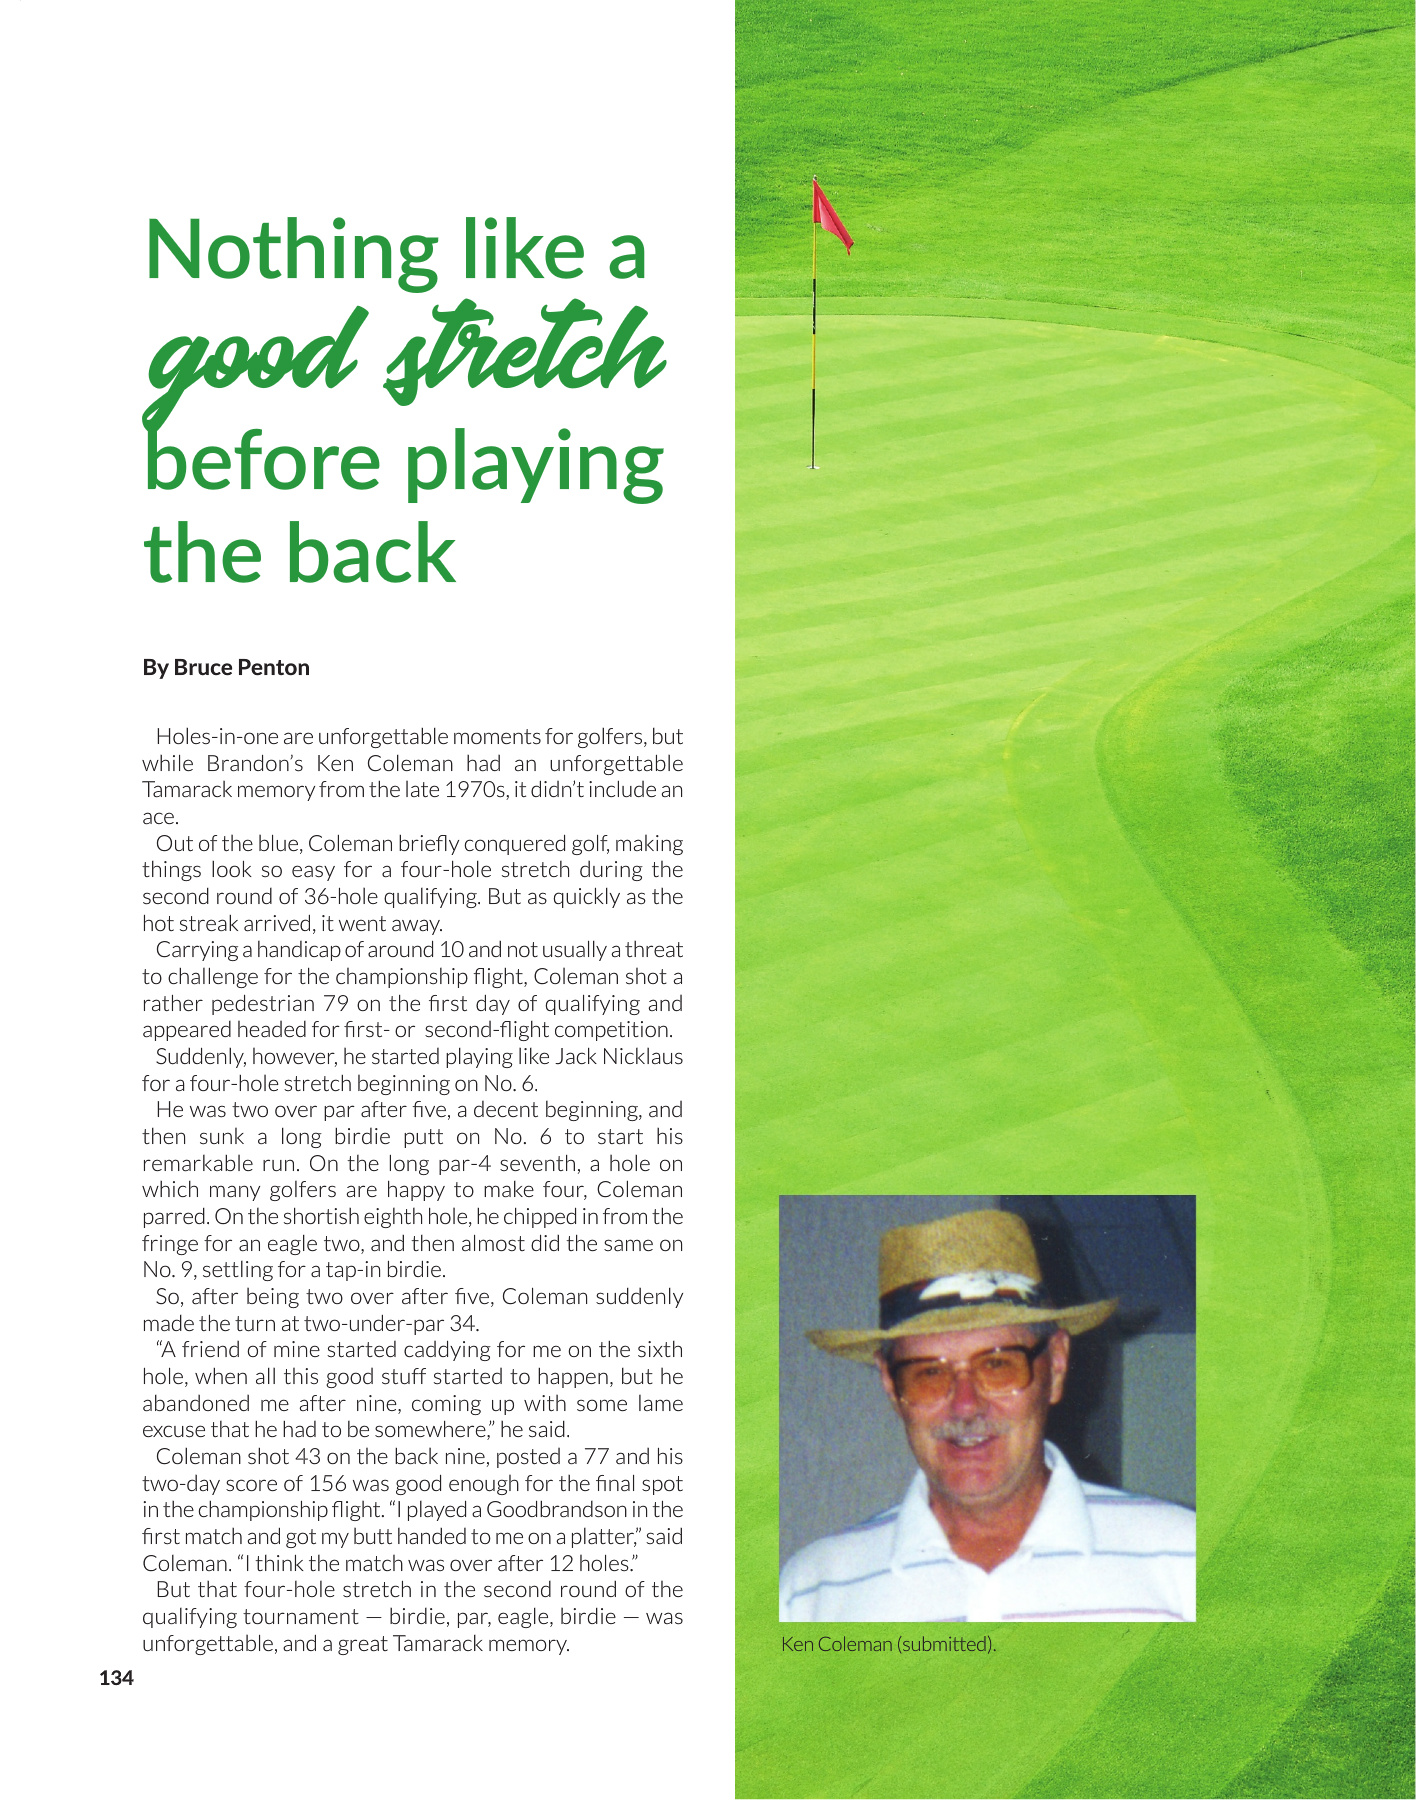 Nothing like a
good stretch
before playing
the back
By Bruce Penton
Holes-in-one are unforgettable moments for golfers, but
while Brandon’s Ken Coleman had an unforgettable
Tamarack memory from the late 1970s, it didn’t include an
ace.
Out of the blue, Coleman briefly conquered golf, making
things look so easy for a four-hole stretch during the
second round of 36-hole qualifying. But as quickly as the
hot streak arrived, it went away.
Carrying a handicap of around 10 and not usually a threat
to challenge for the championship flight, Coleman shot a
rather pedestrian 79 on the first day of qualifying and
appeared headed for first- or second-flight competition.
Suddenly, however, he started playing like Jack Nicklaus
for a four-hole stretch beginning on No. 6.
He was two over par after five, a decent beginning, and
then sunk a long birdie putt on No. 6 to start his
remarkable run. On the long par-4 seventh, a hole on
which many golfers are happy to make four, Coleman
parred. On the shortish eighth hole, he chipped in from the
fringe for an eagle two, and then almost did the same on
No. 9, settling for a tap-in birdie.
So, after being two over after five, Coleman suddenly
made the turn at two-under-par 34.
“A friend of mine started caddying for me on the sixth
hole, when all this good stuff started to happen, but he
abandoned me after nine, coming up with some lame
excuse that he had to be somewhere,” he said.
Coleman shot 43 on the back nine, posted a 77 and his
two-day score of 156 was good enough for the final spot
in the championship flight. “I played a Goodbrandson in the
first match and got my butt handed to me on a platter,” said
Coleman. “I think the match was over after 12 holes.”
But that four-hole stretch in the second round of the
qualifying tournament — birdie, par, eagle, birdie — was
unforgettable, and a great Tamarack memory.
134
Ken Coleman (submitted).